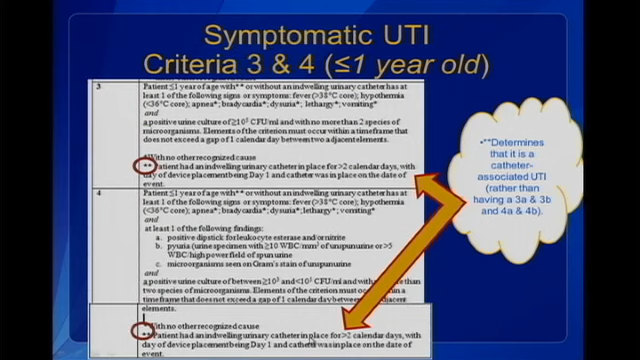 Symptomatic UTI
Criteria 3 & 4 (≤1 year old)
3
Patient ≤1 year of age with** or without an indwelling urinary catheter has at
least 1 of the following signs or symptoms: fever (>38°C core); hypothermia
(<36°C core); apnea*; bradycardia*; dysuria*; lethargy*; vomiting*
and
a positive urine culture of ≥10⁵ CFU/ml and with no more than 2 species of
microorganisms. Elements of the criterion must occur within a timeframe that
does not exceed a gap of 1 calendar day between two adjacent elements.
*With no other recognized cause
** Patient had an indwelling urinary catheter in place for >2 calendar days, with
day of device placement being Day 1 and catheter was in place on the date of
event.
4
Patient ≤1 year of age with** or without an indwelling urinary catheter has at
least 1 of the following signs or symptoms: fever (>38°C core); hypothermia
(<36°C core); apnea*; bradycardia*; dysuria*; lethargy*; vomiting*
and
at least 1 of the following findings:
a. positive dipstick for leukocyte esterase and/or nitrite
b. pyuria (urine specimen with ≥10 WBC/mm³ of unspun urine or >5
WBC/high power field of spun urine
c. microorganisms seen on Gram's stain of unspun urine
and
a positive urine culture of between ≥10³ and <10⁵ CFU/ml and with no more than
two species of microorganisms. Elements of the criterion must occur within a
timeframe that does not exceed a gap of 1 calendar day between two adjacent
elements.
*With no other recognized cause
** Patient had an indwelling urinary catheter in place for >2 calendar days, with
day of device placement being Day 1 and catheter was in place on the date of
event.
•**Determines
that it is a
catheter-
associated UTI
(rather than
having a 3a & 3b
and 4a & 4b).